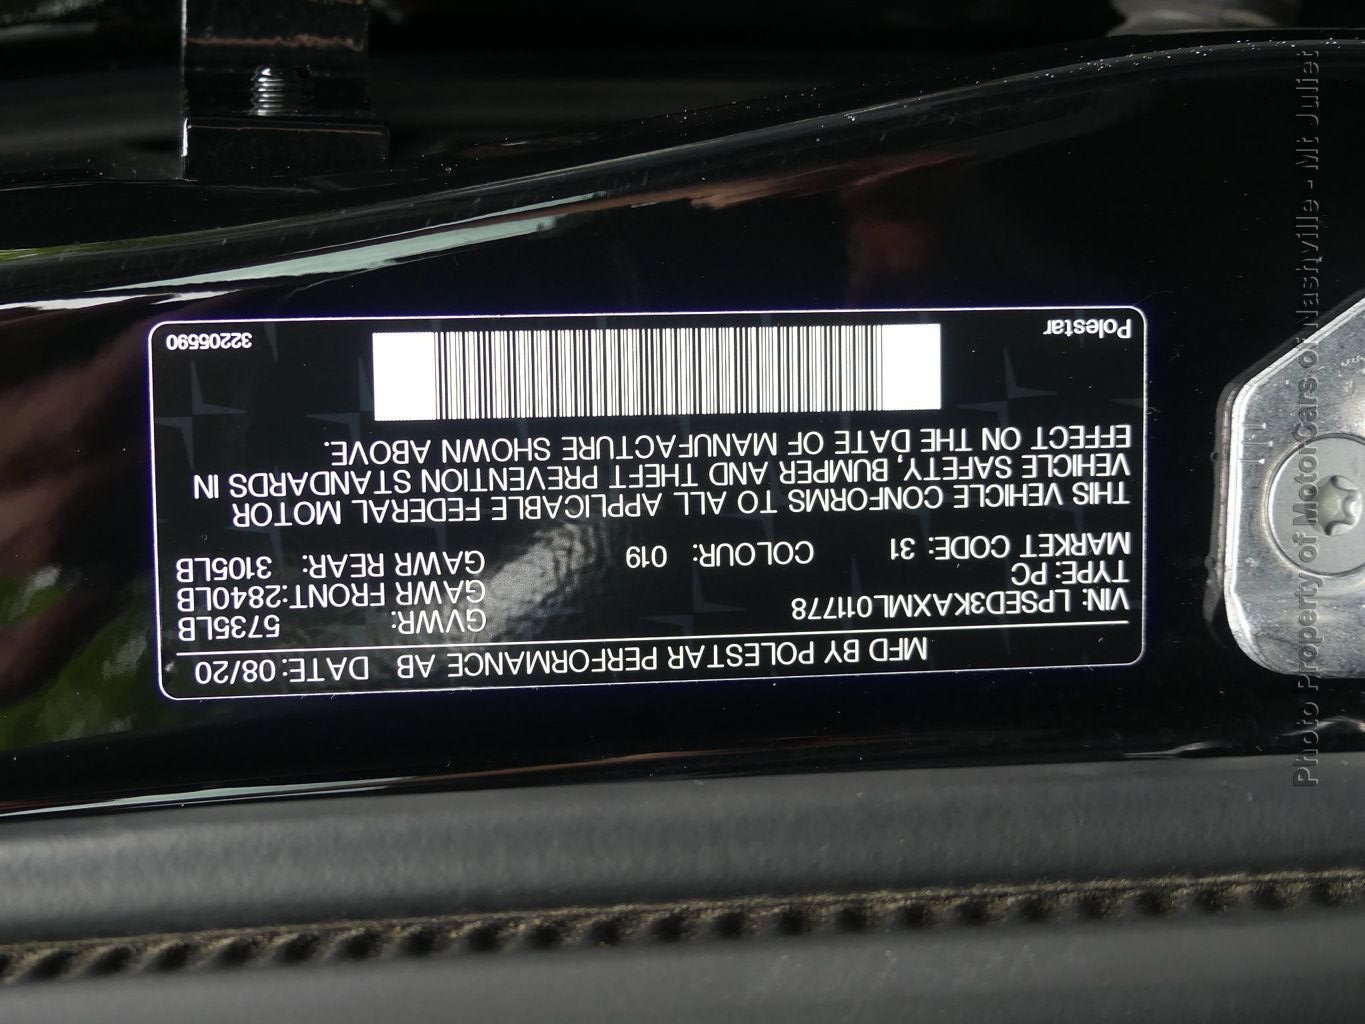 MFD BY POLESTAR PERFORMANCE AB DATE: 08/20
VIN: LPSED3KAXML011778 GVWR: 5735LB
TYPE: PC GAWR FRONT:2840LB
MARKET CODE: 31 COLOUR: 019 GAWR REAR: 3105LB
THIS VEHICLE CONFORMS TO ALL APPLICABLE FEDERAL MOTOR
VEHICLE SAFETY, BUMPER AND THEFT PREVENTION STANDARDS IN
EFFECT ON THE DATE OF MANUFACTURE SHOWN ABOVE.
Polestar 32205590
Photo Property of MotorCars of Nashville - Mt Juliet